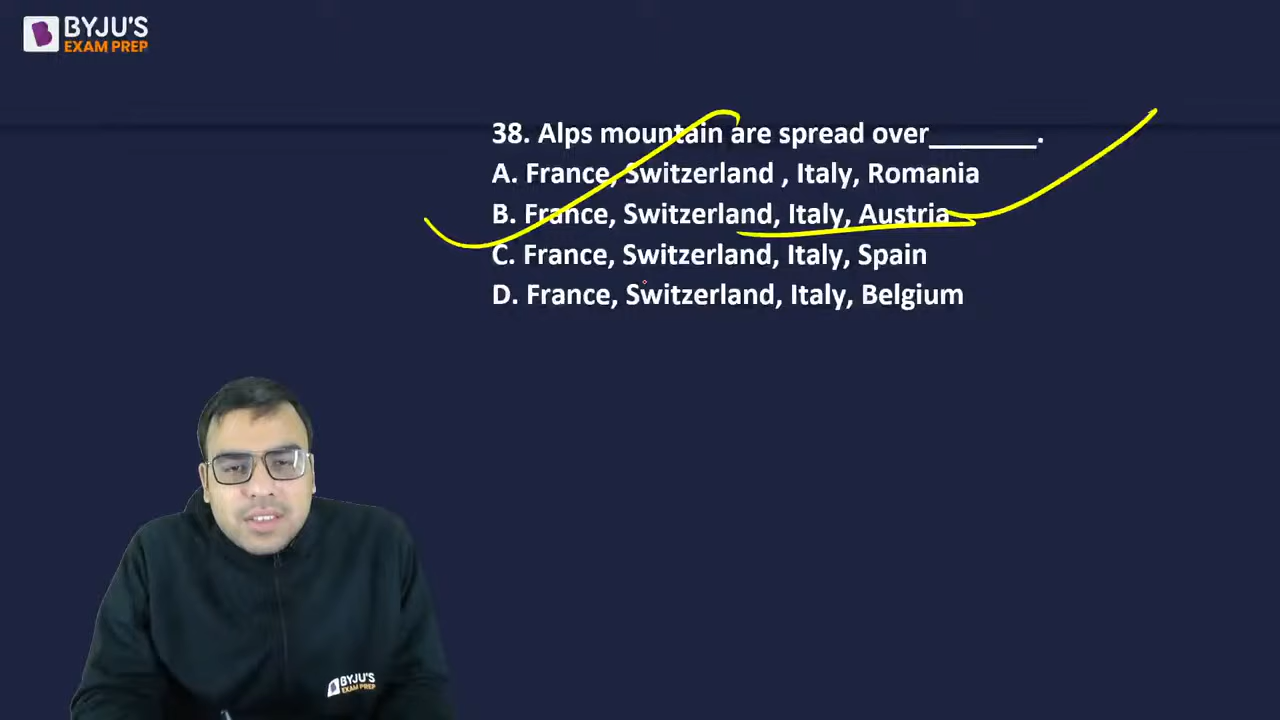 BYJU'S
EXAM PREP
38. Alps mountain are spread over_______.
A. France, Switzerland , Italy, Romania
B. France, Switzerland, Italy, Austria
C. France, Switzerland, Italy, Spain
D. France, Switzerland, Italy, Belgium
BYJU'S
EXAM PREP